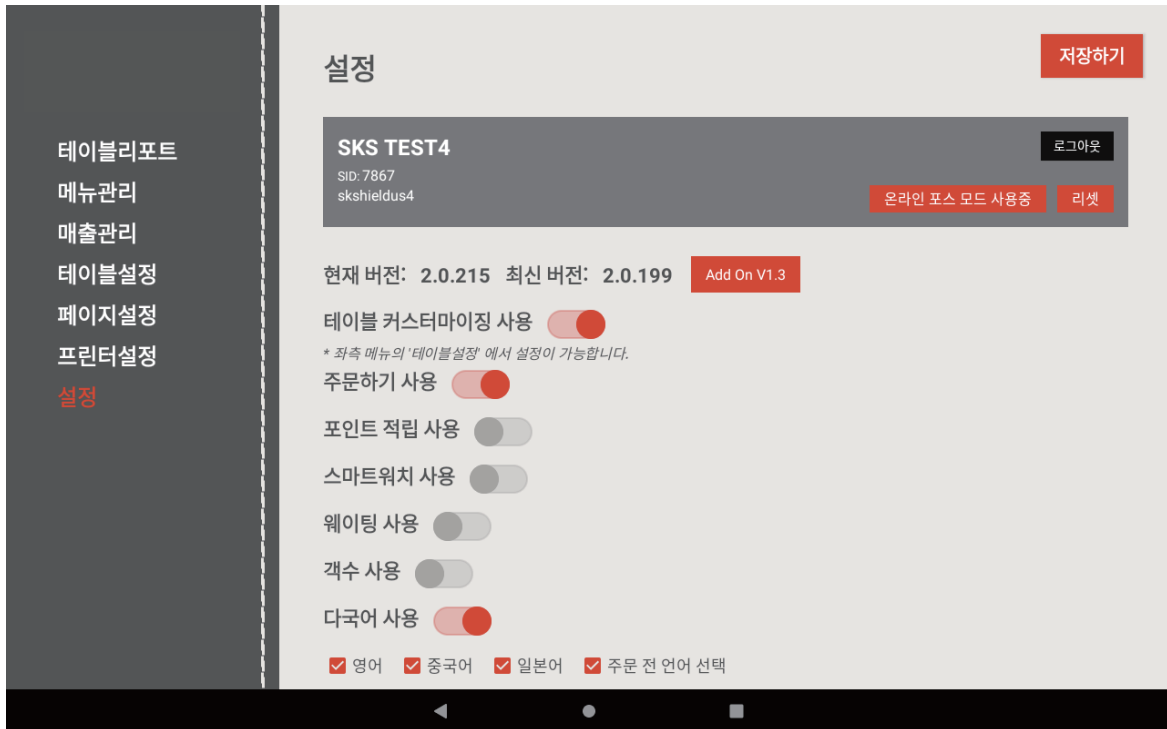 테이블리포트
메뉴관리
매출관리
테이블설정
페이지설정
프린터설정
설정
설정
저장하기
SKS TEST4
로그아웃
SID: 7867
skshieldus4
온라인 포스 모드 사용중
리셋
현재 버전: 2.0.215 최신 버전: 2.0.199 Add On V1.3
테이블 커스터마이징 사용
* 좌측 메뉴의 '테이블설정' 에서 설정이 가능합니다.
주문하기 사용
포인트 적립 사용
스마트워치 사용
웨이팅 사용
객수 사용
다국어 사용
영어 중국어 일본어 주문 전 언어 선택